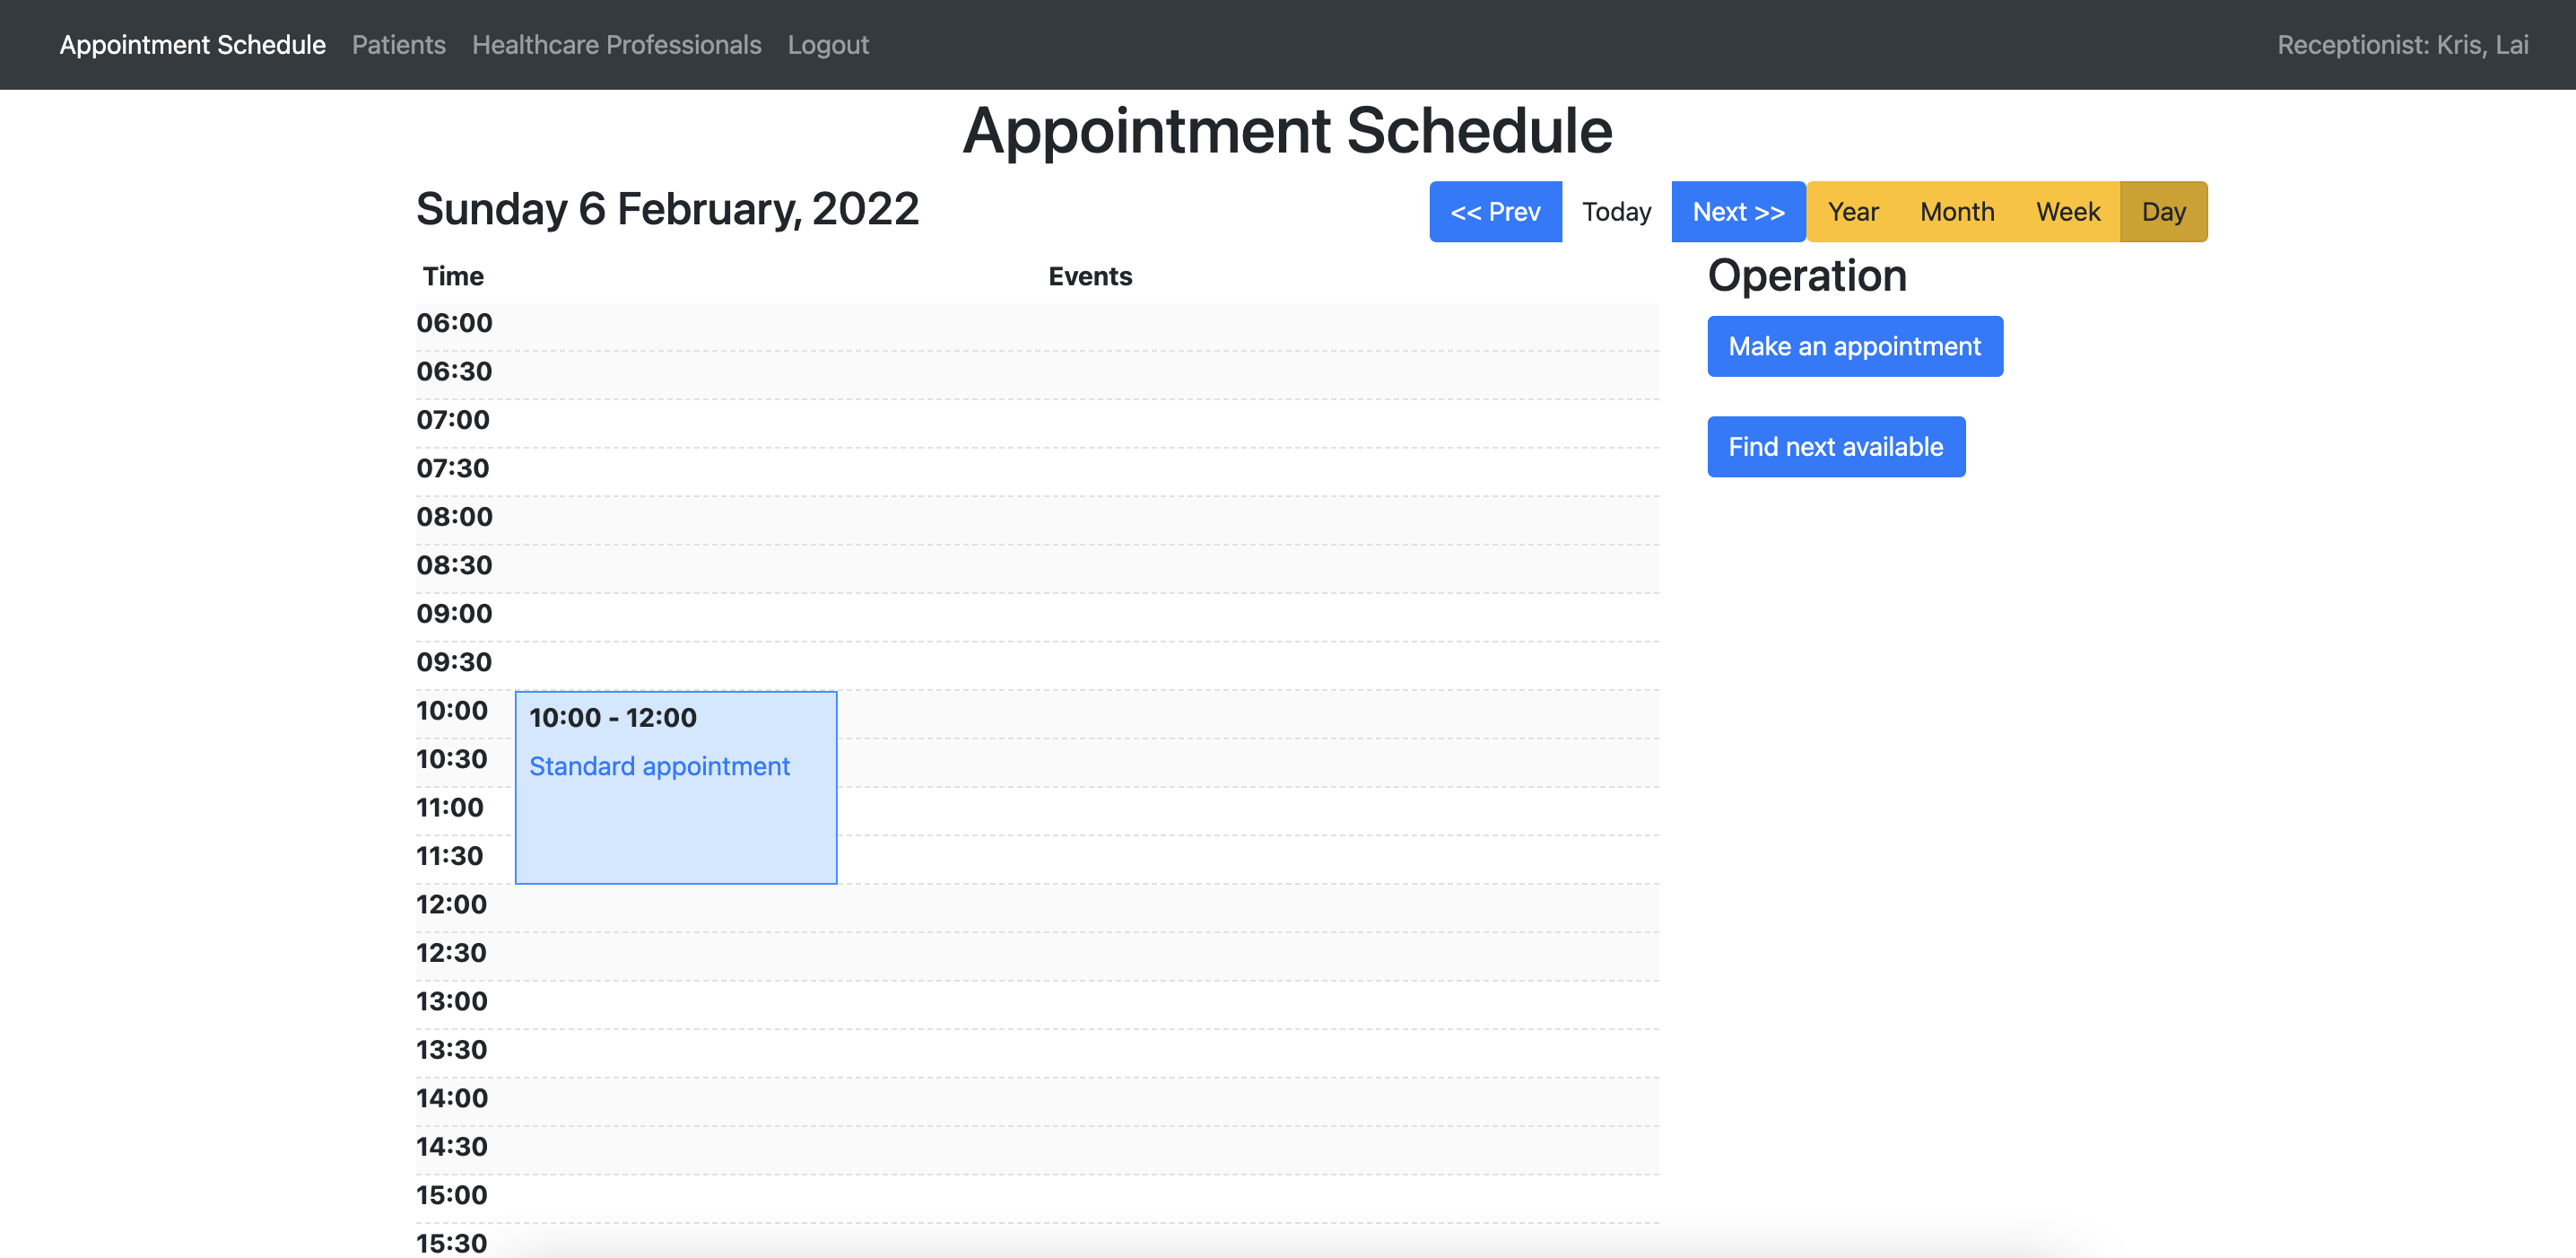 Appointment Schedule Patients Healthcare Professionals Logout Receptionist: Kris, Lai
Appointment Schedule
Sunday 6 February, 2022
<< Prev Today Next >> Year Month Week Day
Time Events
Operation
Make an appointment
Find next available
06:00
06:30
07:00
07:30
08:00
08:30
09:00
09:30
10:00
10:00 - 12:00
10:30
Standard appointment
11:00
11:30
12:00
12:30
13:00
13:30
14:00
14:30
15:00
15:30